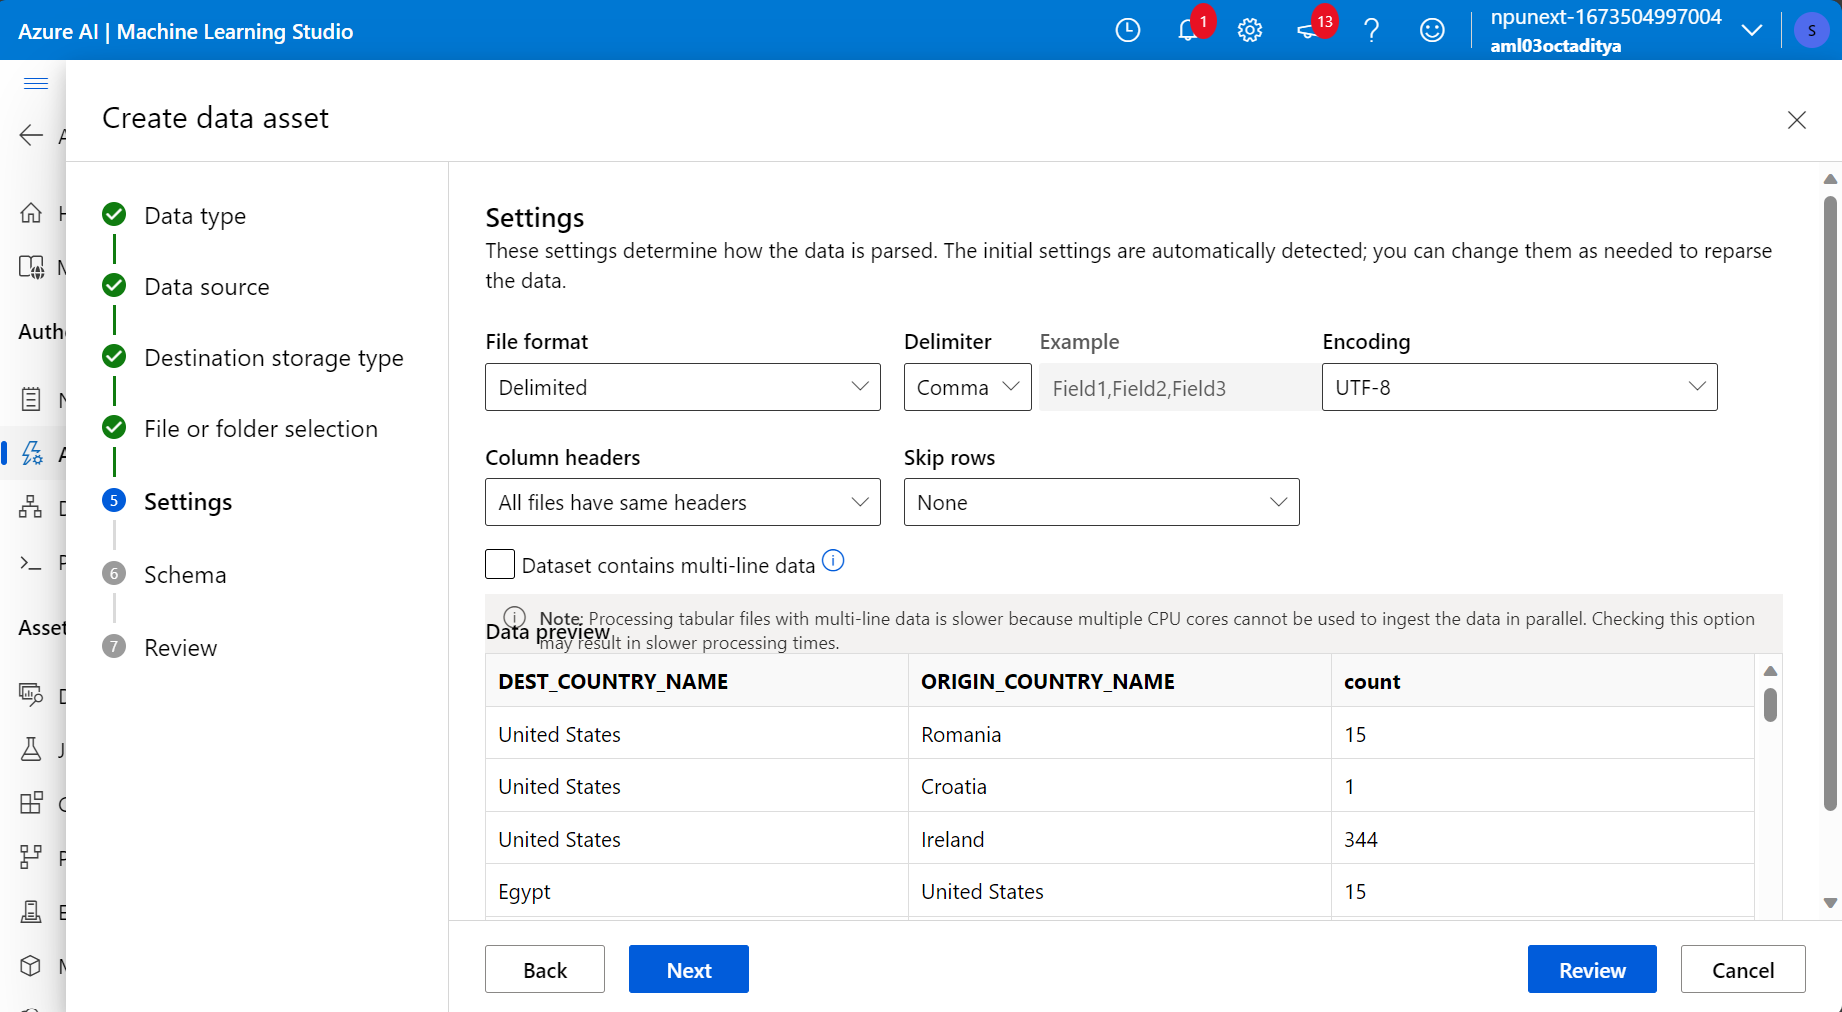 Azure AI | Machine Learning Studio
1
13
npunext-1673504997004
aml03octaditya
S
Create data asset
Data type
Data source
Destination storage type
File or folder selection
5 Settings
6 Schema
7 Review
Settings
These settings determine how the data is parsed. The initial settings are automatically detected; you can change them as needed to reparse
the data.
File format
Delimiter
Example
Encoding
Delimited
Comma
Field1,Field2,Field3
UTF-8
Column headers
Skip rows
All files have same headers
None
Dataset contains multi-line data
Note: Processing tabular files with multi-line data is slower because multiple CPU cores cannot be used to ingest the data in parallel. Checking this option
may result in slower processing times.
Data preview
DEST_COUNTRY_NAME ORIGIN_COUNTRY_NAME count
United States Romania 15
United States Croatia 1
United States Ireland 344
Egypt United States 15
Back
Next
Review
Cancel